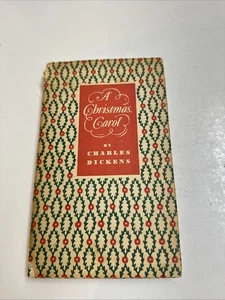 A
Christmas
Carol
BY
CHARLES
DICKENS